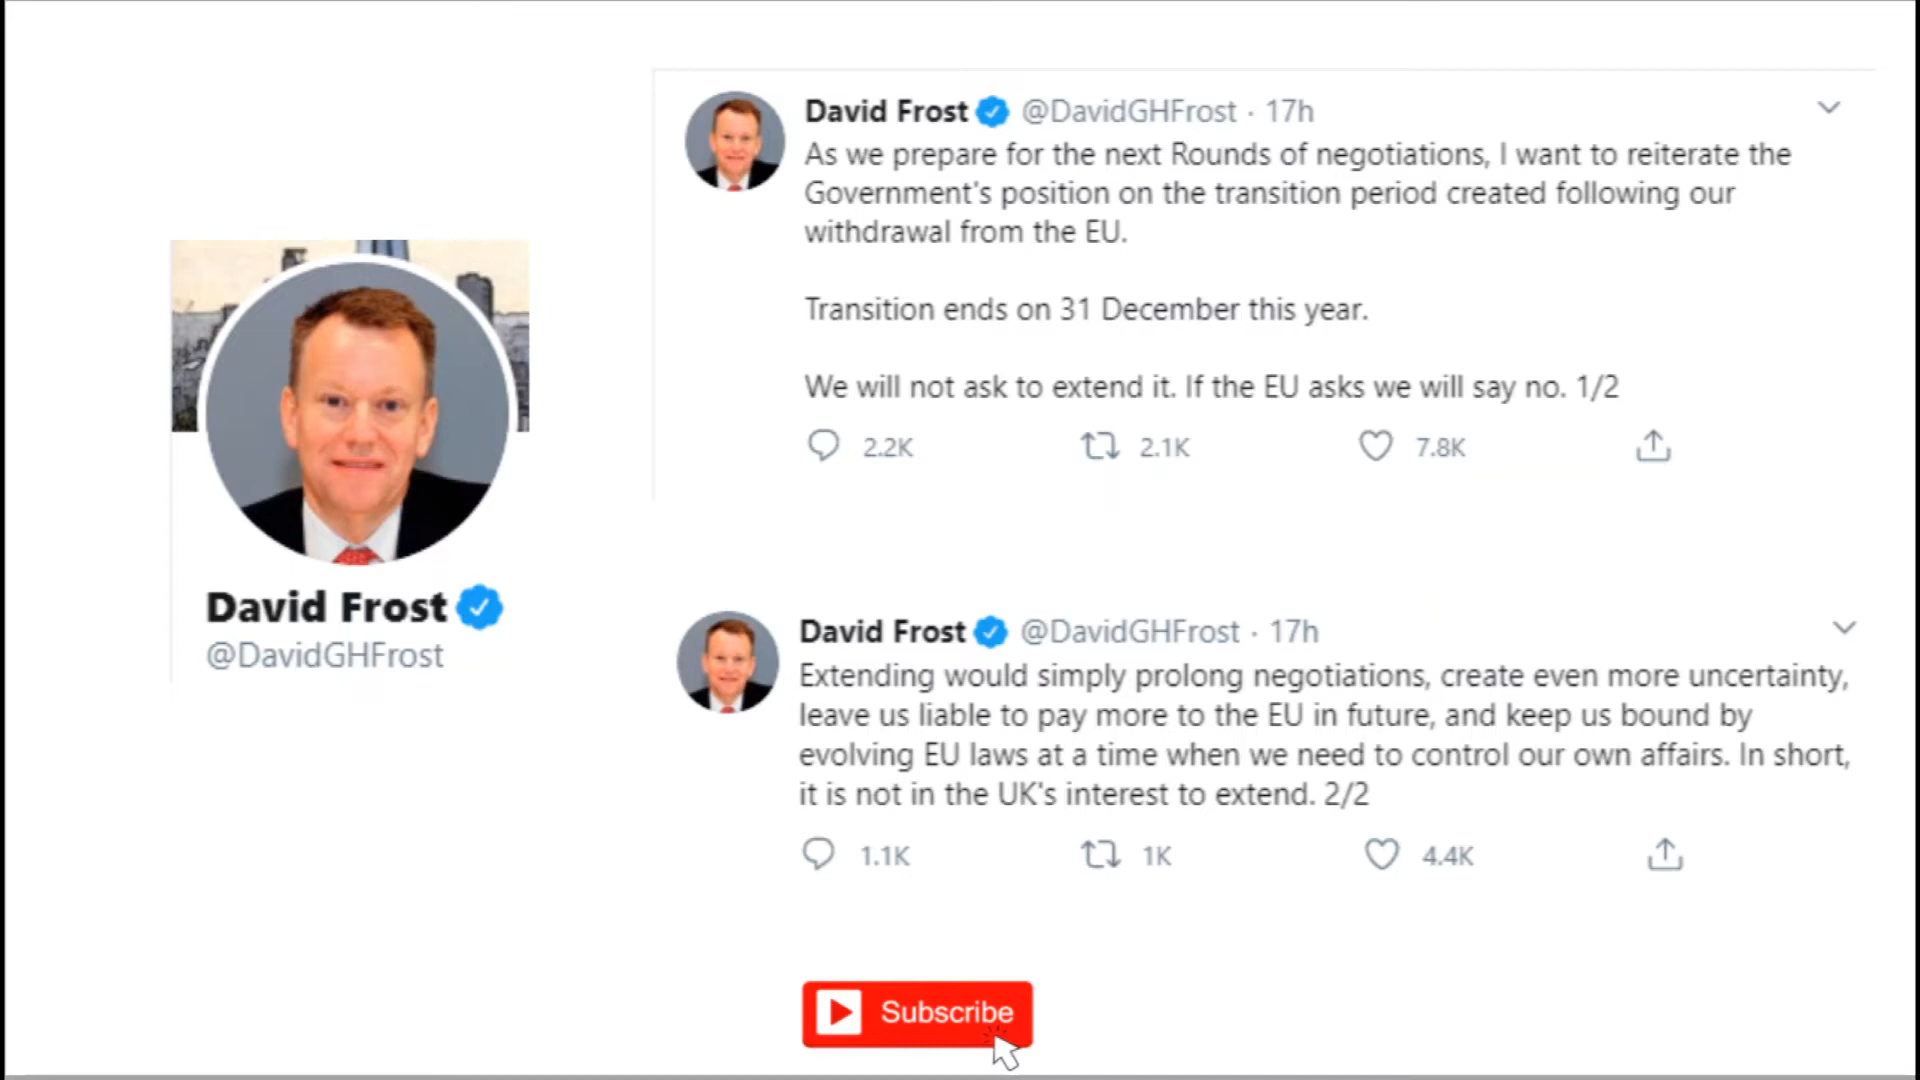 David Frost
@DavidGHFrost
David Frost @DavidGHFrost · 17h
As we prepare for the next Rounds of negotiations, I want to reiterate the
Government's position on the transition period created following our
withdrawal from the EU.
Transition ends on 31 December this year.
We will not ask to extend it. If the EU asks we will say no. 1/2
2.2K 2.1K 7.8K
David Frost @DavidGHFrost · 17h
Extending would simply prolong negotiations, create even more uncertainty,
leave us liable to pay more to the EU in future, and keep us bound by
evolving EU laws at a time when we need to control our own affairs. In short,
it is not in the UK's interest to extend. 2/2
1.1K 1K 4.4K
Subscribe